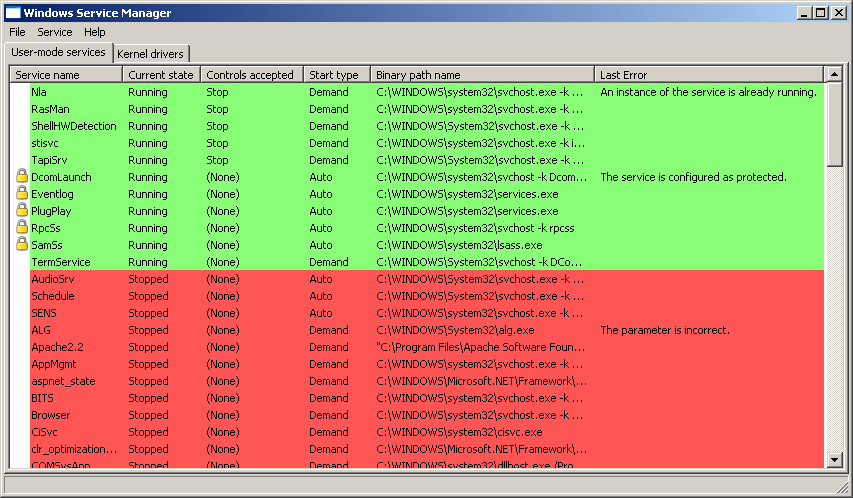 Windows Service Manager
File Service Help
User-mode services Kernel drivers
Service name Current state Controls accepted Start type Binary path name Last Error
Nla Running Stop Demand C:\WINDOWS\system32\svchost.exe -k ... An instance of the service is already running.
RasMan Running Stop Demand C:\WINDOWS\system32\svchost.exe -k ...
ShellHWDetection Running Stop Demand C:\WINDOWS\System32\svchost.exe -k ...
stisvc Running Stop Demand C:\WINDOWS\system32\svchost.exe -k i...
TapiSrv Running Stop Demand C:\WINDOWS\System32\svchost.exe -k ...
DcomLaunch Running (None) Auto C:\WINDOWS\system32\svchost -k Dcom... The service is configured as protected.
Eventlog Running (None) Auto C:\WINDOWS\system32\services.exe
PlugPlay Running (None) Auto C:\WINDOWS\system32\services.exe
RpcSs Running (None) Auto C:\WINDOWS\system32\svchost -k rpcss
SamSs Running (None) Auto C:\WINDOWS\system32\lsass.exe
TermService Running (None) Demand C:\WINDOWS\System32\svchost -k DCo...
AudioSrv Stopped (None) Auto C:\WINDOWS\System32\svchost.exe -k ...
Schedule Stopped (None) Auto C:\WINDOWS\System32\svchost.exe -k ...
SENS Stopped (None) Auto C:\WINDOWS\system32\svchost.exe -k ...
ALG Stopped (None) Demand C:\WINDOWS\System32\alg.exe The parameter is incorrect.
Apache2.2 Stopped (None) Demand "C:\Program Files\Apache Software Foun...
AppMgmt Stopped (None) Demand C:\WINDOWS\system32\svchost.exe -k ...
aspnet_state Stopped (None) Demand C:\WINDOWS\Microsoft.NET\Framework\...
BITS Stopped (None) Demand C:\WINDOWS\system32\svchost.exe -k ...
Browser Stopped (None) Demand C:\WINDOWS\system32\svchost.exe -k ...
CiSvc Stopped (None) Demand C:\WINDOWS\system32\cisvc.exe
clr_optimization... Stopped (None) Demand C:\WINDOWS\Microsoft.NET\Framework\...
COMSysApp Stopped (None) Demand C:\WINDOWS\system32\dllhost.exe /Pro...